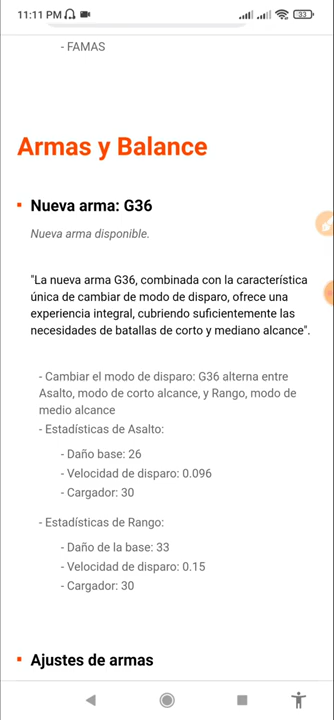 11:11 PM
33
- FAMAS
Armas y Balance
Nueva arma: G36
Nueva arma disponible.
"La nueva arma G36, combinada con la característica
única de cambiar de modo de disparo, ofrece una
experiencia integral, cubriendo suficientemente las
necesidades de batallas de corto y mediano alcance".
- Cambiar el modo de disparo: G36 alterna entre
Asalto, modo de corto alcance, y Rango, modo de
medio alcance
- Estadísticas de Asalto:
- Daño base: 26
- Velocidad de disparo: 0.096
- Cargador: 30
- Estadísticas de Rango:
- Daño de la base: 33
- Velocidad de disparo: 0.15
- Cargador: 30
Ajustes de armas